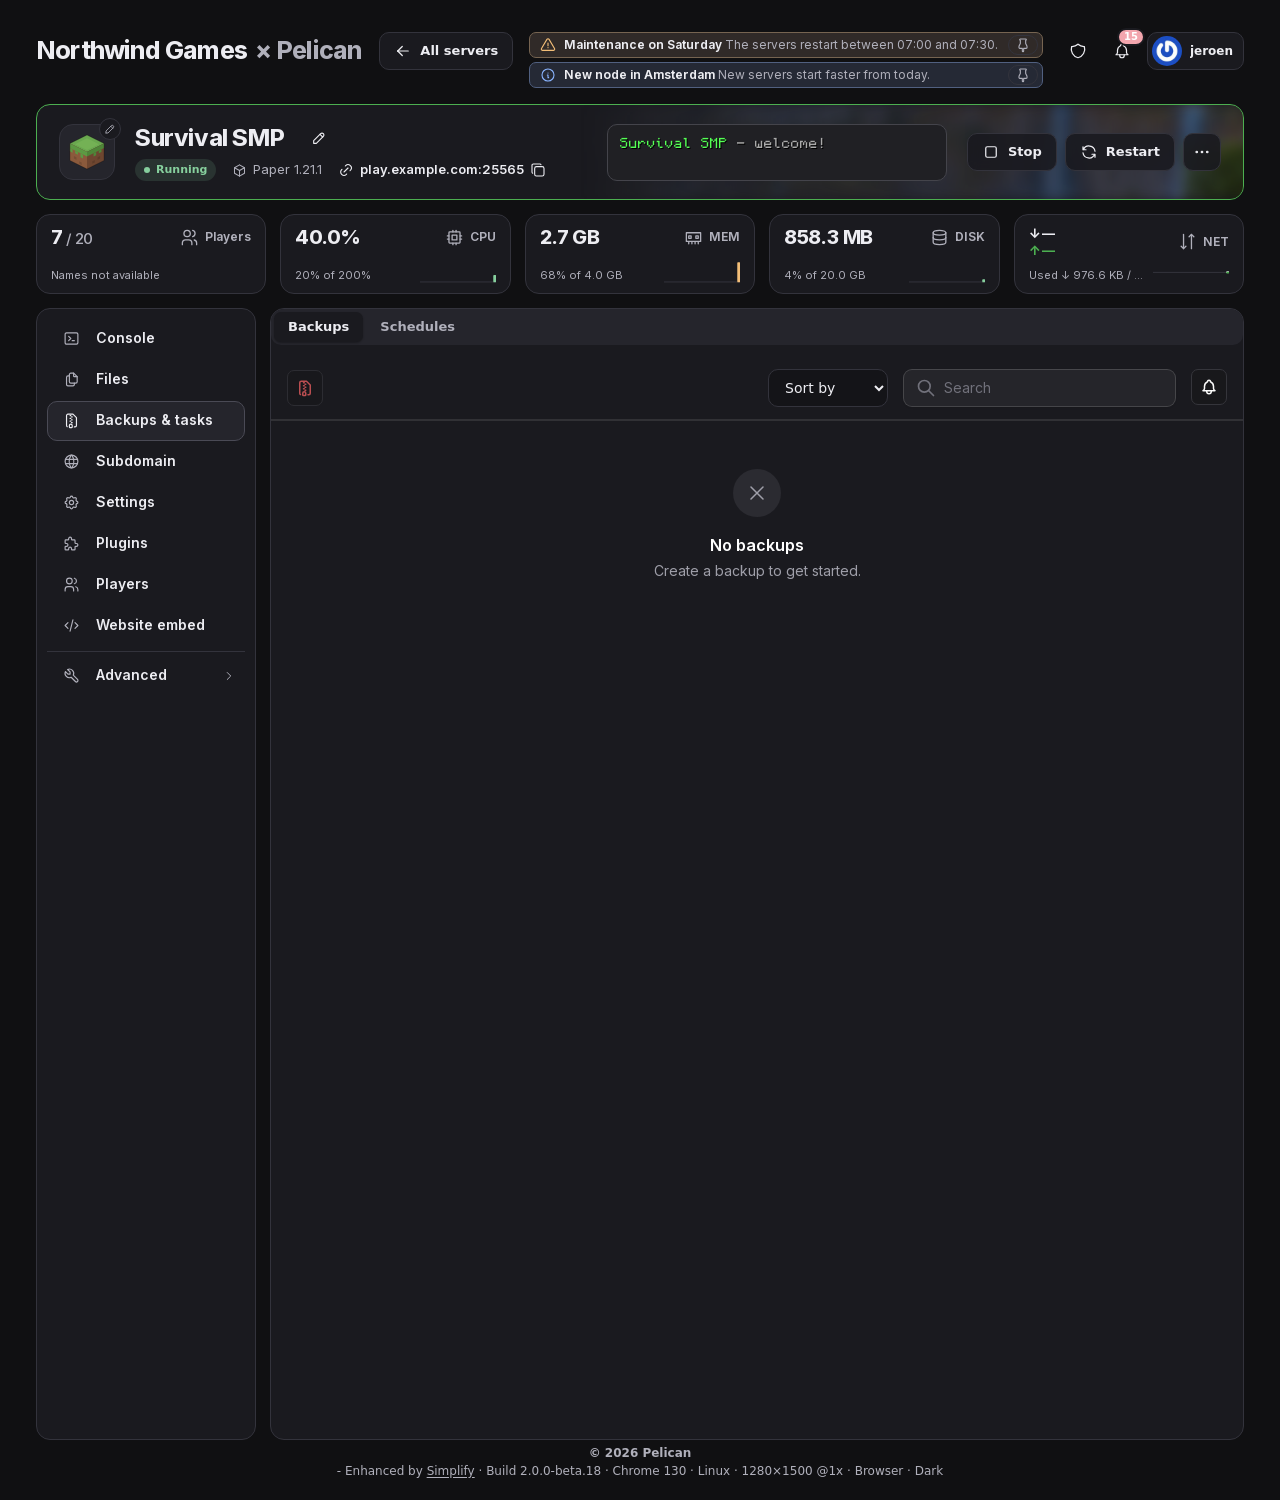 Northwind Games × Pelican
All servers
Maintenance on Saturday The servers restart between 07:00 and 07:30.
New node in Amsterdam New servers start faster from today.
15
jeroen
Survival SMP
Running
Paper 1.21.1
play.example.com:25565
Survival SMP – welcome!
Stop
Restart
7 / 20
Players
Names not available
40.0%
CPU
20% of 200%
2.7 GB
MEM
68% of 4.0 GB
858.3 MB
DISK
4% of 20.0 GB
↓—
↑—
NET
Used ↓ 976.6 KB / ...
Console
Files
Backups & tasks
Subdomain
Settings
Plugins
Players
Website embed
Advanced
Backups
Schedules
Sort by
Search
No backups
Create a backup to get started.
© 2026 Pelican
- Enhanced by Simplify · Build 2.0.0-beta.18 · Chrome 130 · Linux · 1280×1500 @1x · Browser · Dark